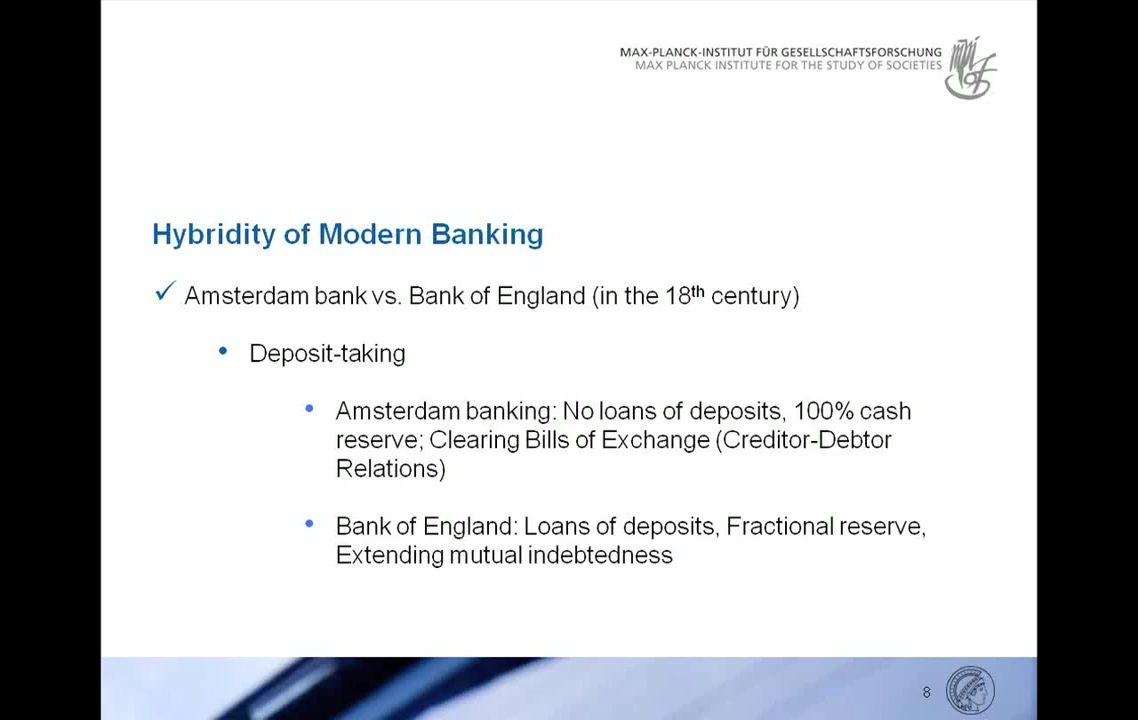 MAX-PLANCK-INSTITUT FÜR GESELLSCHAFTSFORSCHUNG
MAX PLANCK INSTITUTE FOR THE STUDY OF SOCIETIES
Hybridity of Modern Banking
✓ Amsterdam bank vs. Bank of England (in the 18th century)
• Deposit-taking
• Amsterdam banking: No loans of deposits, 100% cash
reserve; Clearing Bills of Exchange (Creditor-Debtor
Relations)
• Bank of England: Loans of deposits, Fractional reserve,
Extending mutual indebtedness
8